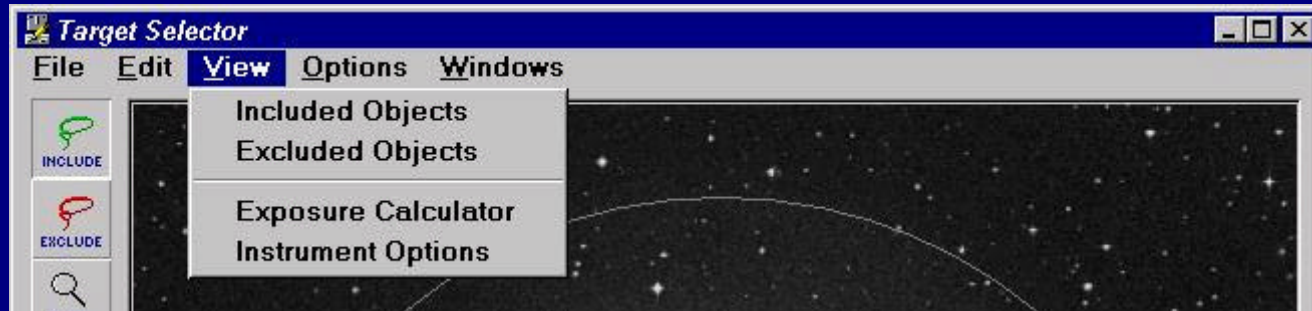 Target Selector
File Edit View Options Windows
Included Objects
Excluded Objects
Exposure Calculator
Instrument Options
INCLUDE
EXCLUDE